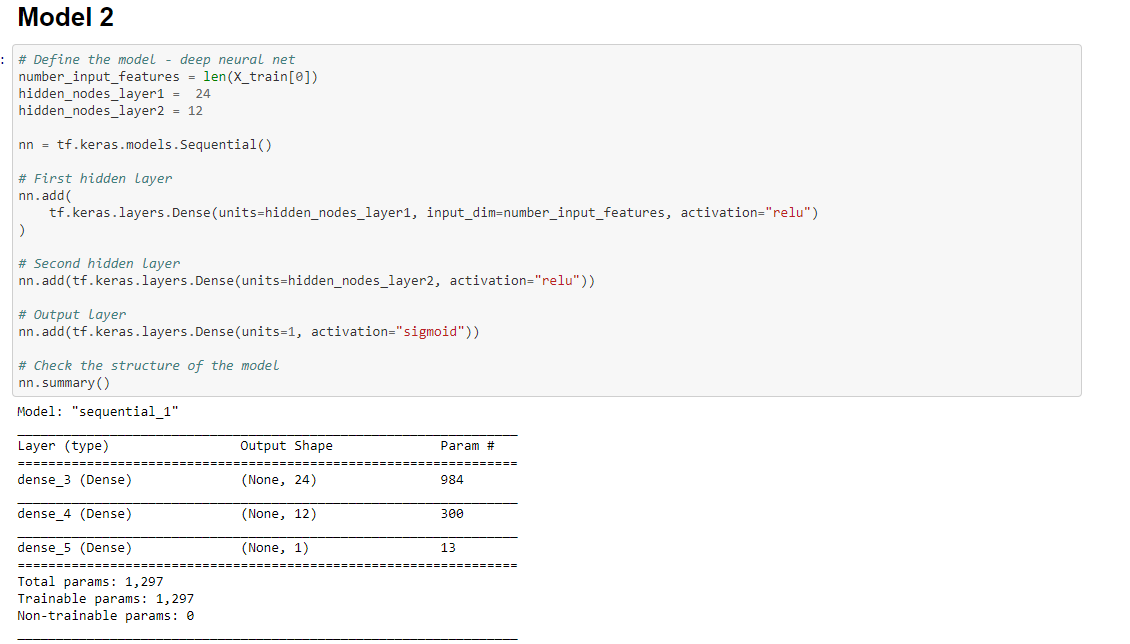 Model 2
:
# Define the model - deep neural net
number_input_features = len(X_train[0])
hidden_nodes_layer1 =  24
hidden_nodes_layer2 = 12
nn = tf.keras.models.Sequential()
# First hidden layer
nn.add(
    tf.keras.layers.Dense(units=hidden_nodes_layer1, input_dim=number_input_features, activation="relu")
)
# Second hidden layer
nn.add(tf.keras.layers.Dense(units=hidden_nodes_layer2, activation="relu"))
# Output layer
nn.add(tf.keras.layers.Dense(units=1, activation="sigmoid"))
# Check the structure of the model
nn.summary()
Model: "sequential_1"
_________________________________________________________________
Layer (type)                 Output Shape              Param #
=================================================================
dense_3 (Dense)              (None, 24)                984
_________________________________________________________________
dense_4 (Dense)              (None, 12)                300
_________________________________________________________________
dense_5 (Dense)              (None, 1)                 13
=================================================================
Total params: 1,297
Trainable params: 1,297
Non-trainable params: 0
_________________________________________________________________